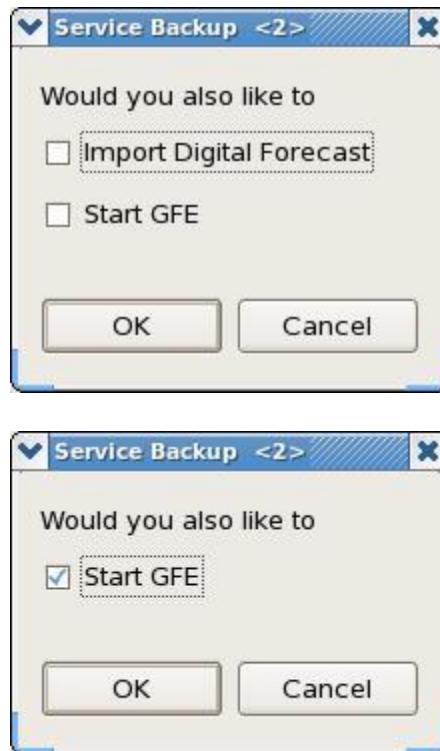 Service Backup <2>
Would you also like to
Import Digital Forecast
Start GFE
OK Cancel
Service Backup <2>
Would you also like to
Start GFE
OK Cancel